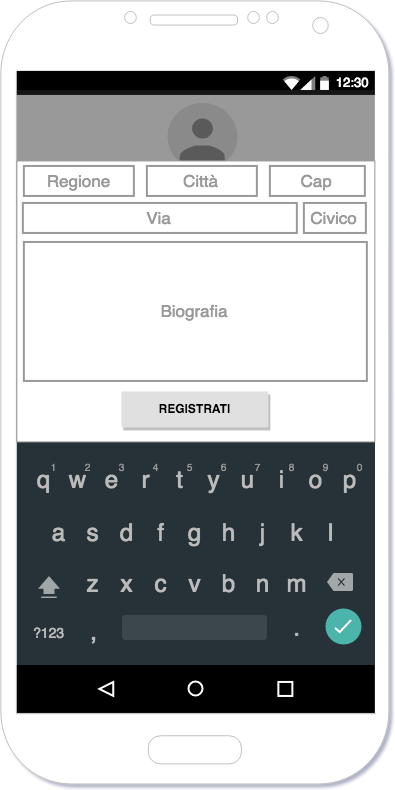 12:30
Regione Città Cap
Via Civico
Biografia
REGISTRATI
1 2 3 4 5 6 7 8 9 0
q w e r t y u i o p
a s d f g h j k l
z x c v b n m
?123 , .